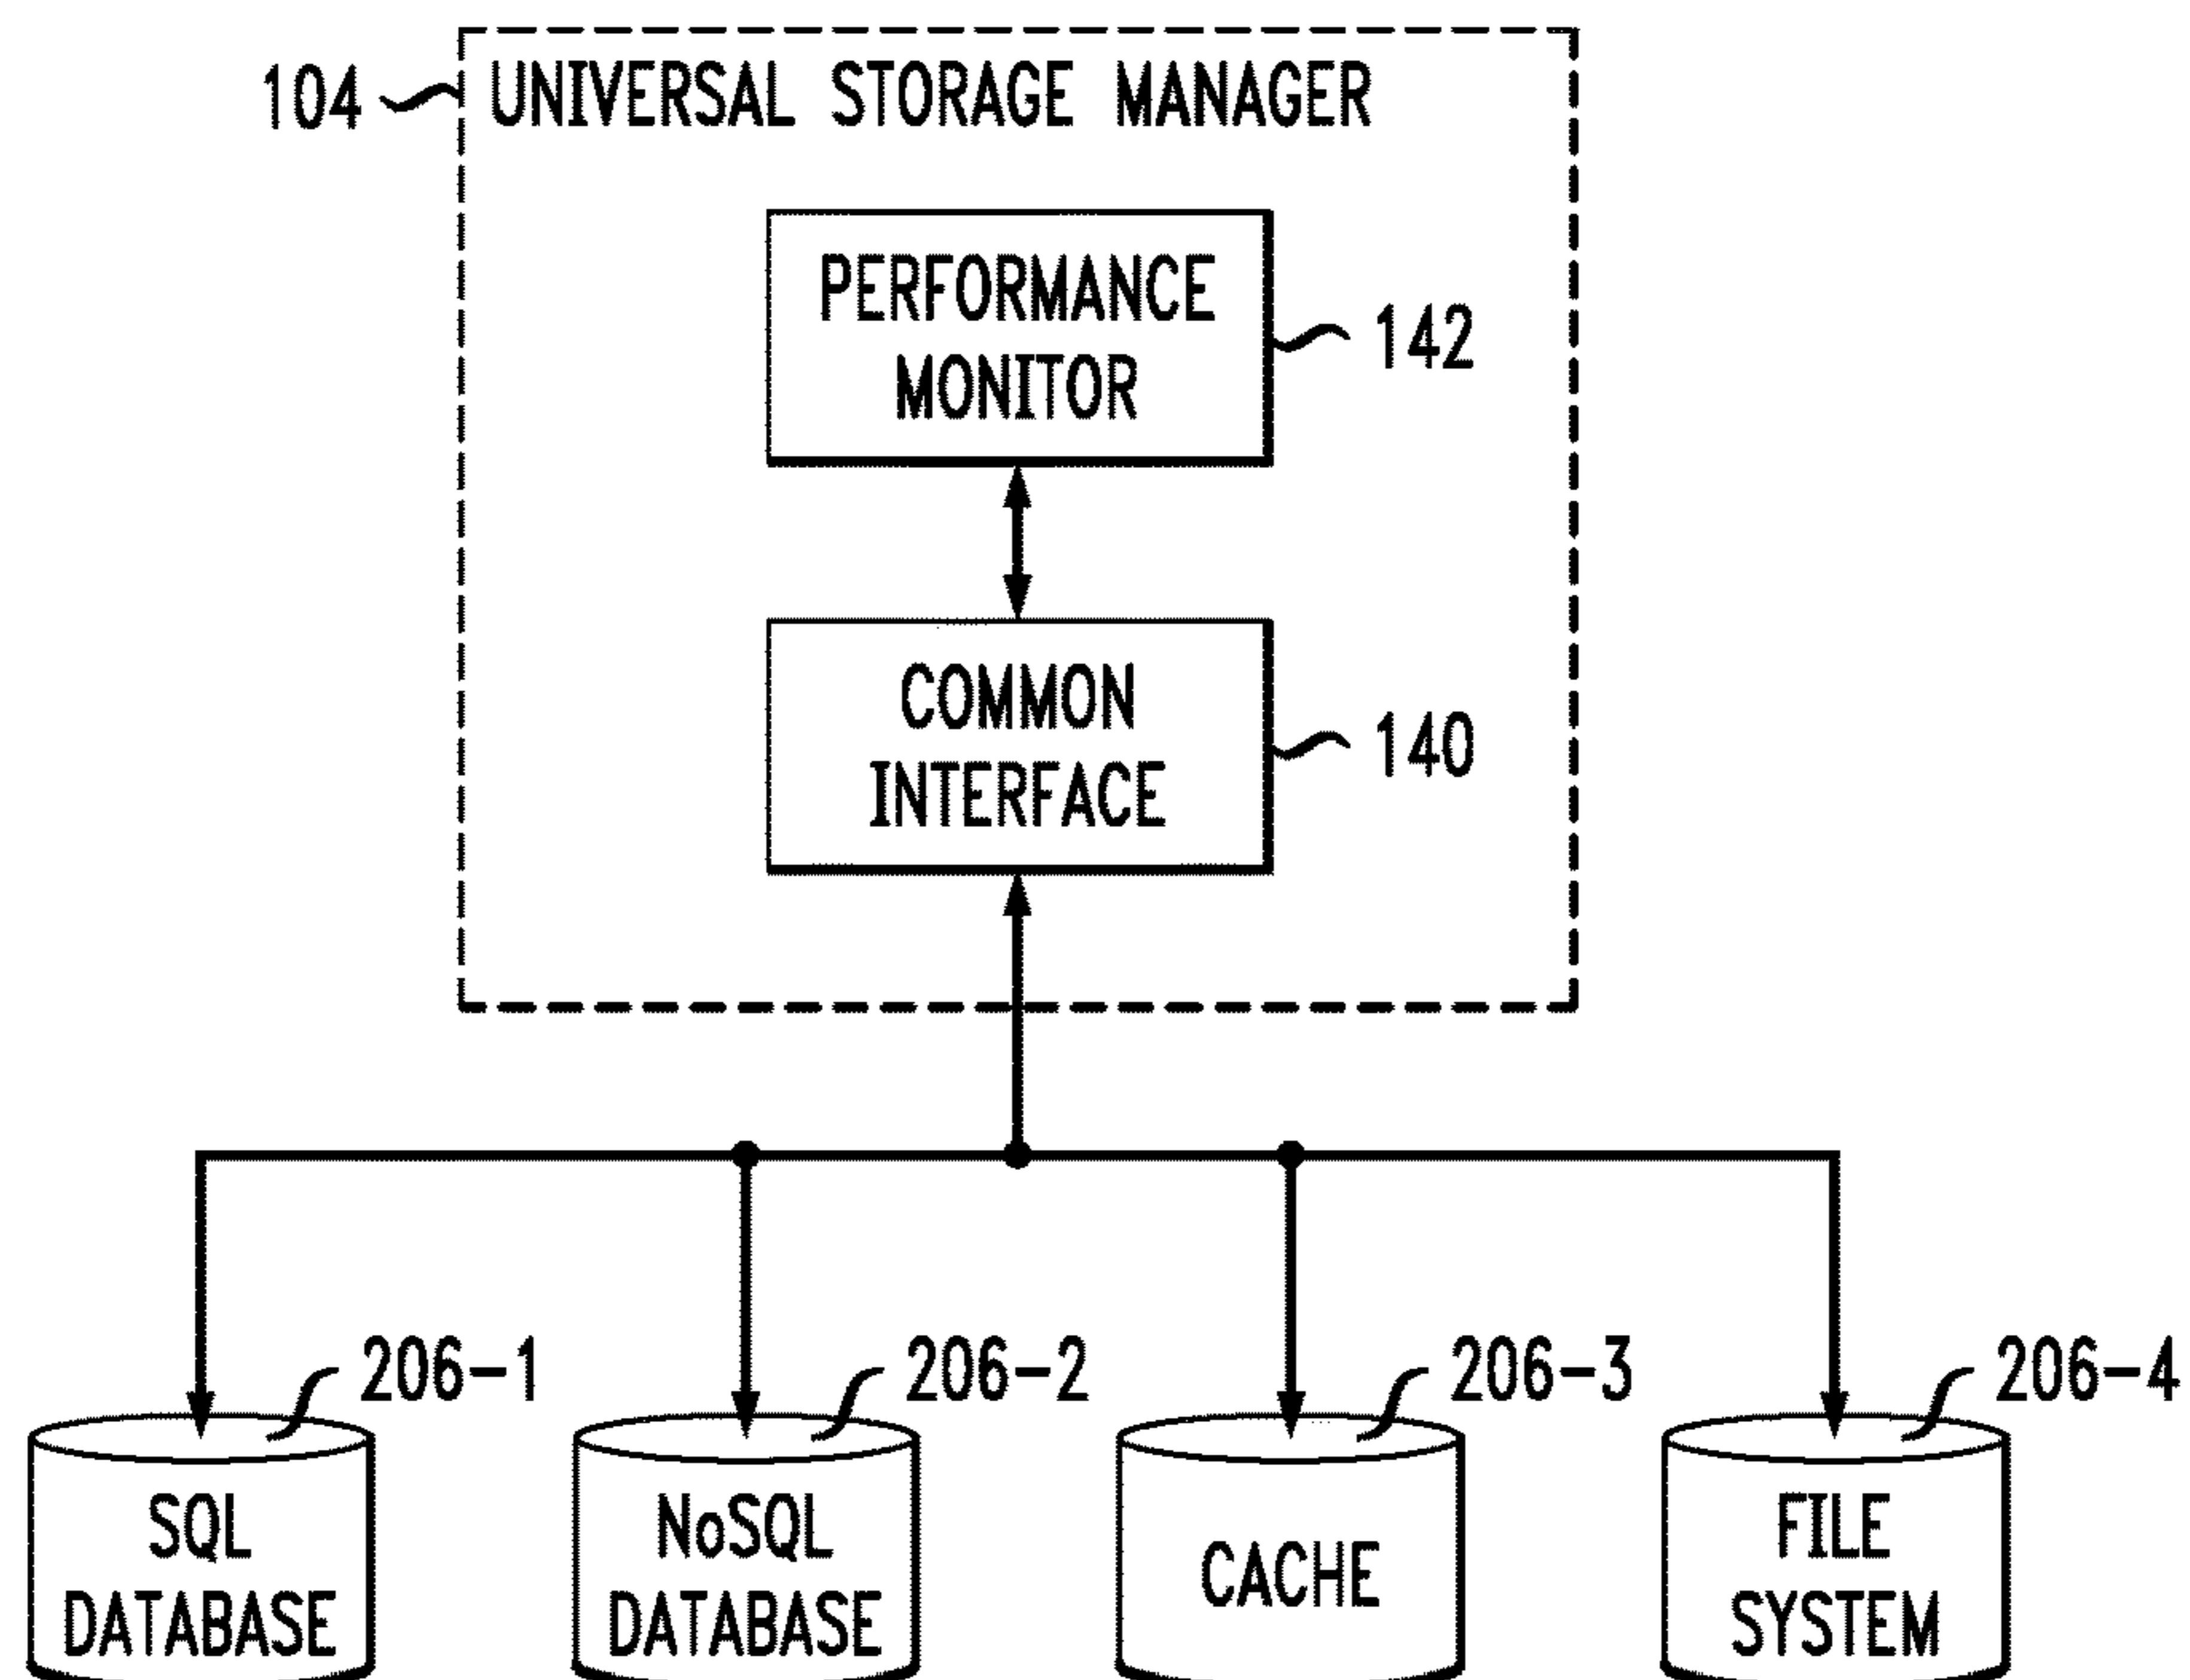 104 UNIVERSAL STORAGE MANAGER
PERFORMANCE
MONITOR
142
COMMON
INTERFACE
140
206-1
206-2
206-3
206-4
SQL
DATABASE
NoSQL
DATABASE
CACHE
FILE
SYSTEM